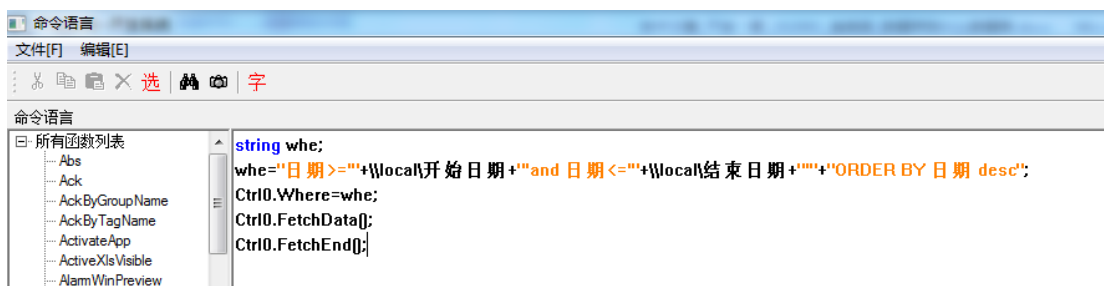 命令语言
文件[F] 编辑[E]
选 字
命令语言
所有函数列表
Abs
Ack
AckByGroupName
AckByTagName
ActivateApp
ActiveXlsVisible
AlarmWinPreview
string whe;
whe="日期>='"+\\local\开始日期+"'and 日期<='"+\\local\结束日期+"'"+"ORDER BY 日期 desc";
Ctrl0.Where=whe;
Ctrl0.FetchData();
Ctrl0.FetchEnd();